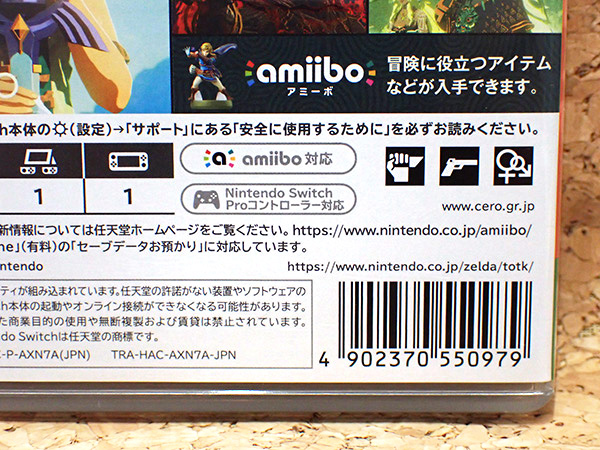 amiibo
アミーボ
冒険に役立つアイテム
などが入手できます。
h本体の(設定)→「サポート」にある「安全に使用するために」を必ずお読みください。
1 1
a amiibo 対応
Nintendo Switch
Proコントローラー対応
www.cero.gr.jp
新情報については任天堂ホームページをご覧ください。https://www.nintendo.co.jp/amiibo/
ne」(有料)の「セーブデータお預かり」に対応しています。
intendo
https://www.nintendo.co.jp/zelda/totk/
ティが組み込まれています。任天堂の許諾がない装置やソフトウェアの
h本体の起動やオンライン接続ができなくなる可能性があります。
た商業目的の使用や無断複製および賃貸は禁止されています。
do Switchは任天堂の商標です。
C-P-AXN7A(JPN) TRA-HAC-AXN7A-JPN
4 902370 550979